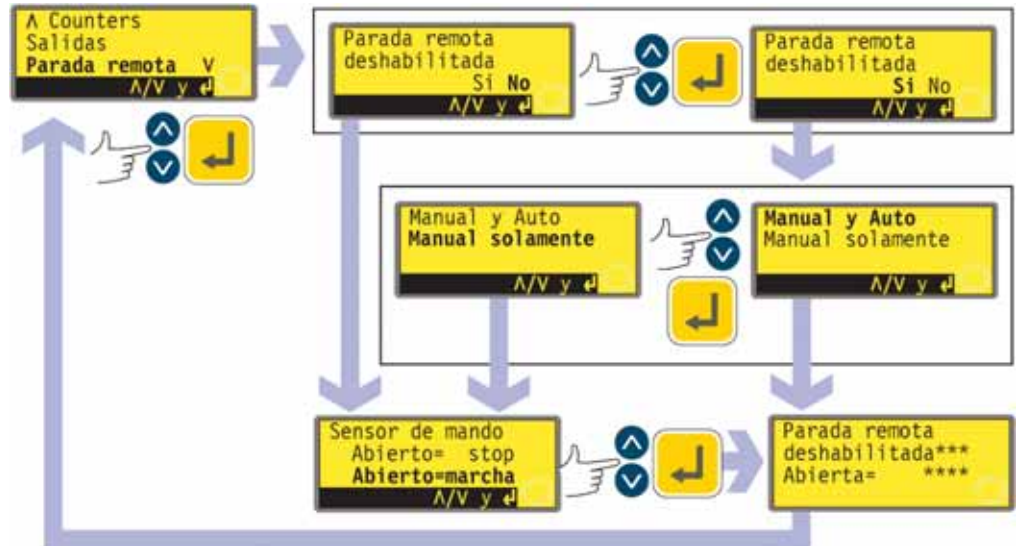 Λ Counters
Salidas
Parada remota V
Λ/V y ↲
Parada remota
deshabilitada
Si No
Λ/V y ↲
Parada remota
deshabilitada
Si No
Λ/V y ↲
Manual y Auto
Manual solamente
Λ/V y ↲
Manual y Auto
Manual solamente
Λ/V y ↲
Sensor de mando
Abierto= stop
Abierto=marcha
Λ/V y ↲
Parada remota
deshabilitada***
Abierta= ****